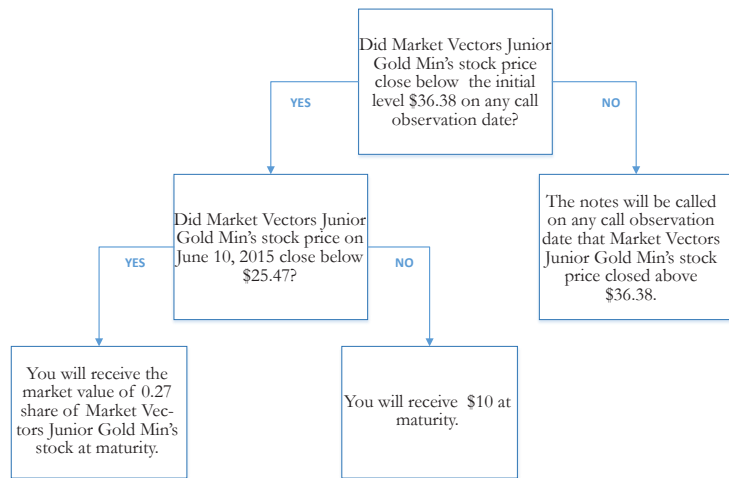 Did Market Vectors Junior
Gold Min's stock price
close below the initial
level $36.38 on any call
observation date?
YES
NO
Did Market Vectors Junior
Gold Min's stock price on
June 10, 2015 close below
$25.47?
The notes will be called
on any call observation
date that Market Vectors
Junior Gold Min's stock
price closed above
$36.38.
YES
NO
You will receive the
market value of 0.27
share of Market Vec-
tors Junior Gold Min's
stock at maturity.
You will receive $10 at
maturity.